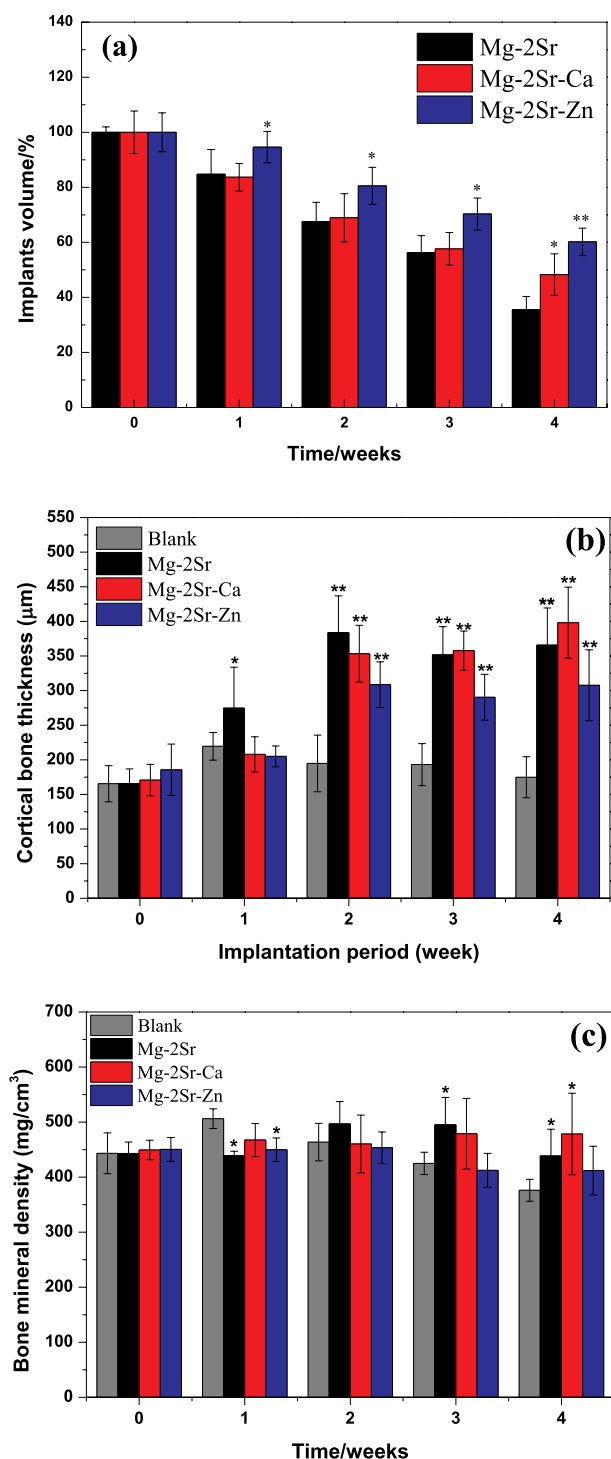 (a)
Mg-2Sr
Mg-2Sr-Ca
Mg-2Sr-Zn
140
120
100
80
60
40
20
0
Implants volume/%
*
*
*
*
**
0 1 2 3 4
Time/weeks
(b)
Blank
Mg-2Sr
Mg-2Sr-Ca
Mg-2Sr-Zn
550
500
450
400
350
300
250
200
150
100
50
0
Cortical bone thickness (μm)
*
**
**
**
**
**
**
**
**
**
0 1 2 3 4
Implantation period (week)
(c)
Blank
Mg-2Sr
Mg-2Sr-Ca
Mg-2Sr-Zn
700
600
500
400
300
200
100
0
Bone mineral density (mg/cm³)
*
*
*
*
*
0 1 2 3 4
Time/weeks